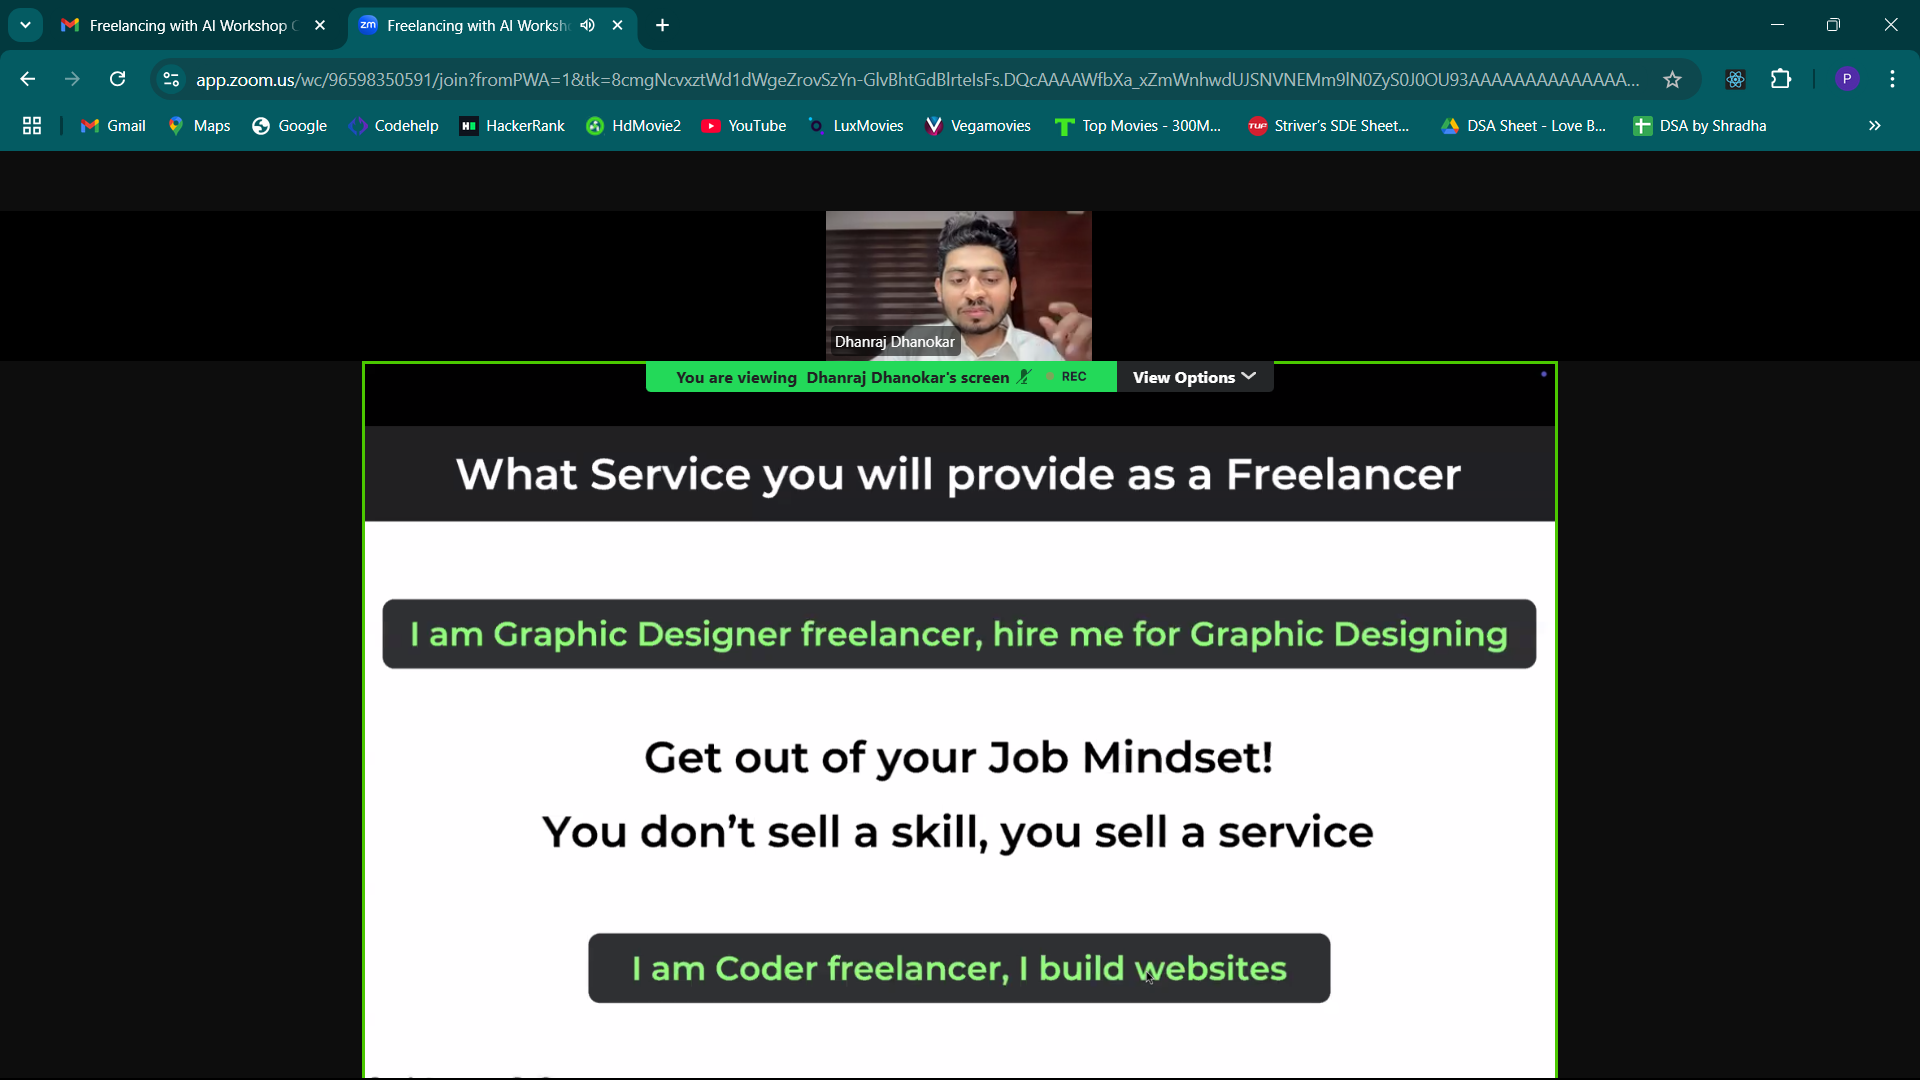 Freelancing with AI Workshop
zm Freelancing with AI Worksh
app.zoom.us/wc/96598350591/join?fromPWA=1&tk=8cmgNcvxztWd1dWgeZrovSzYn-GlvBhtGdBlrtelsFs.DQcAAAAWfbXa_xZmWnhwdUJSNVNEMm9lN0ZyS0J0OU93AAAAAAAAAAAAAA...
P
Gmail Maps Google Codehelp HackerRank HdMovie2 YouTube LuxMovies Vegamovies Top Movies - 300M... TUF Striver's SDE Sheet... DSA Sheet - Love B... DSA by Shradha
Dhanraj Dhanokar
You are viewing Dhanraj Dhanokar's screen REC View Options
What Service you will provide as a Freelancer
I am Graphic Designer freelancer, hire me for Graphic Designing
Get out of your Job Mindset!
You don't sell a skill, you sell a service
I am Coder freelancer, I build websites